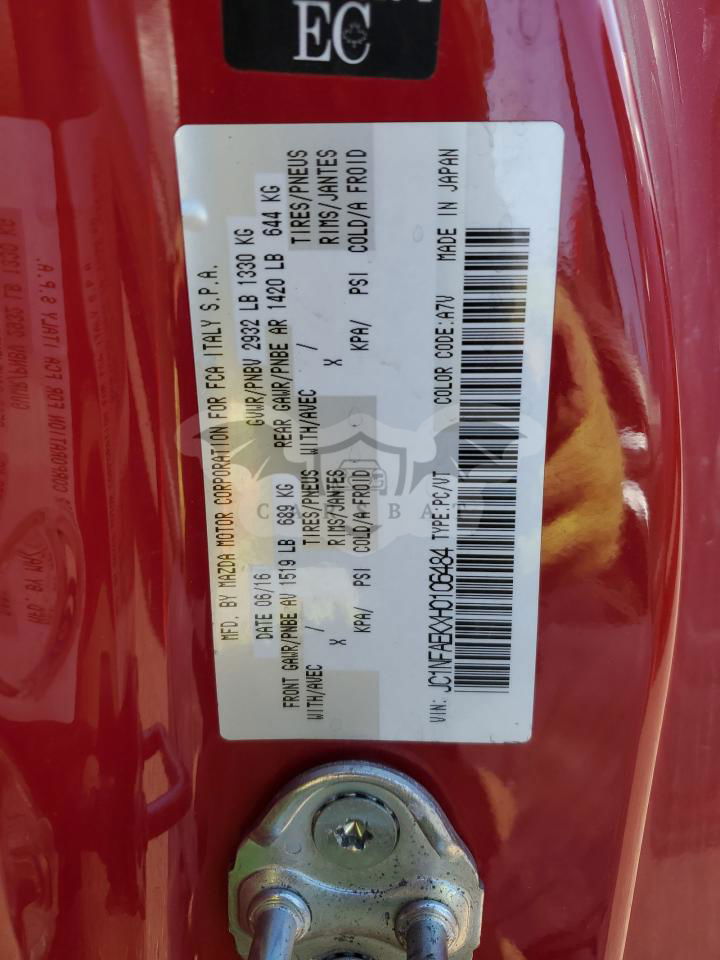 EC
MFD. BY MAZDA MOTOR CORPORATION FOR FCA ITALY S.P.A.
DATE 06/16 GVWR/PNBV 2932 LB 1330 KG
FRONT GAWR/PNBE AV 1519 LB 689 KG REAR GAWR/PNBE AR 1420 LB 644 KG
WITH/AVEC / TIRES/PNEUS WITH/AVEC / TIRES/PNEUS
X RIMS/JANTES X RIMS/JANTES
KPA/ PSI COLD/A FROID KPA/ PSI COLD/A FROID
VIN: JC1NFAEKXH0106484 TYPE:PC/VT COLOR CODE:A7V MADE IN JAPAN
CARSBAT